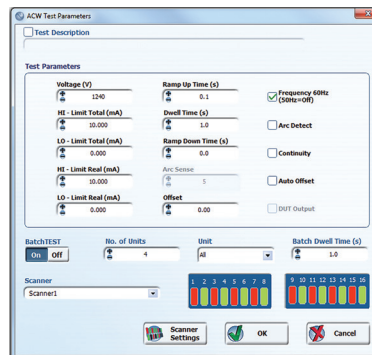 ACW Test Parameters
Test Description
Test Parameters
Voltage (V) Ramp Up Time (s)
1240 0.1 Frequency 60Hz
(50Hz=Off)
HI - Limit Total (mA) Dwell Time (s)
10.000 1.0 Arc Detect
LO - Limit Total (mA) Ramp Down Time (s)
0.000 0.0 Continuity
HI - Limit Real (mA) Arc Sense
10.000 5 Auto Offset
LO - Limit Real (mA) Offset
0.000 0.00 DUT Output
BatchTEST No. of Units Unit Batch Dwell Time (s)
On Off 4 All 1.0
Scanner 1 2 3 4 5 6 7 8 9 10 11 12 13 14 15 16
Scanner1
Scanner
Settings OK Cancel